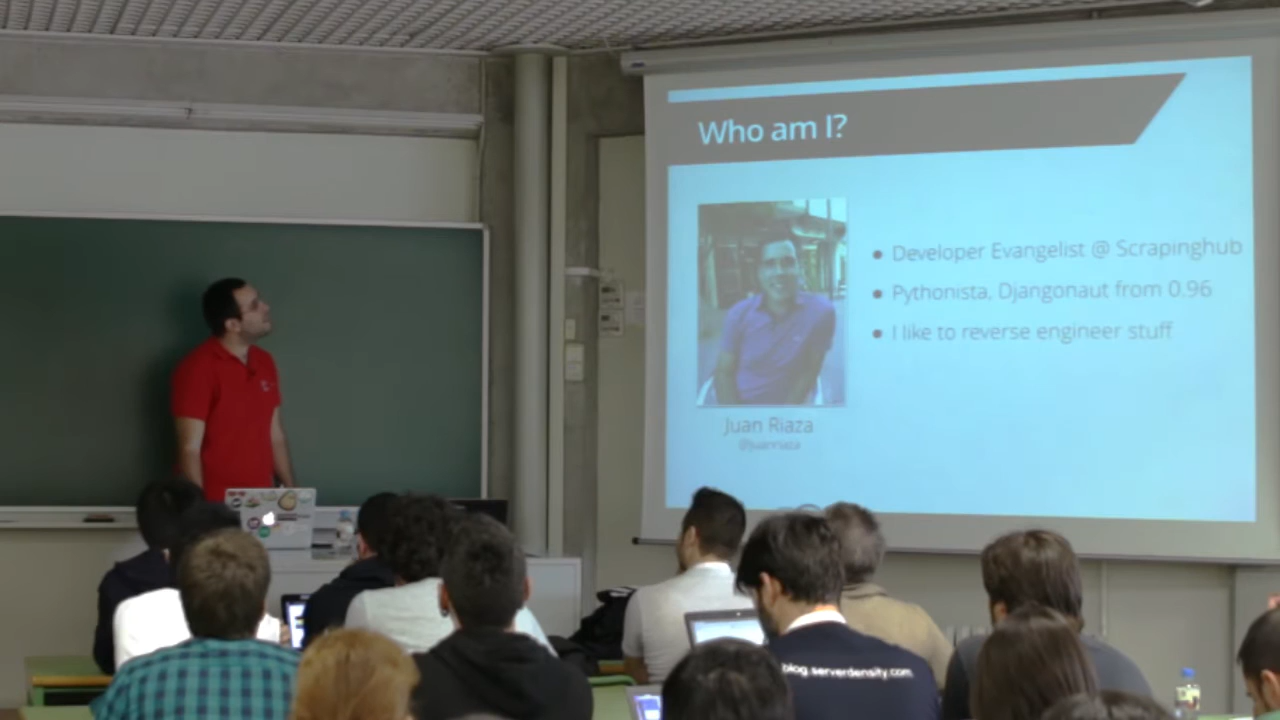 Who am I?
Developer Evangelist @ Scrapinghub
Pythonista, Djangonaut from 0.96
I like to reverse engineer stuff
Juan Riaza
@juanriaza
blog.serverdensity.com